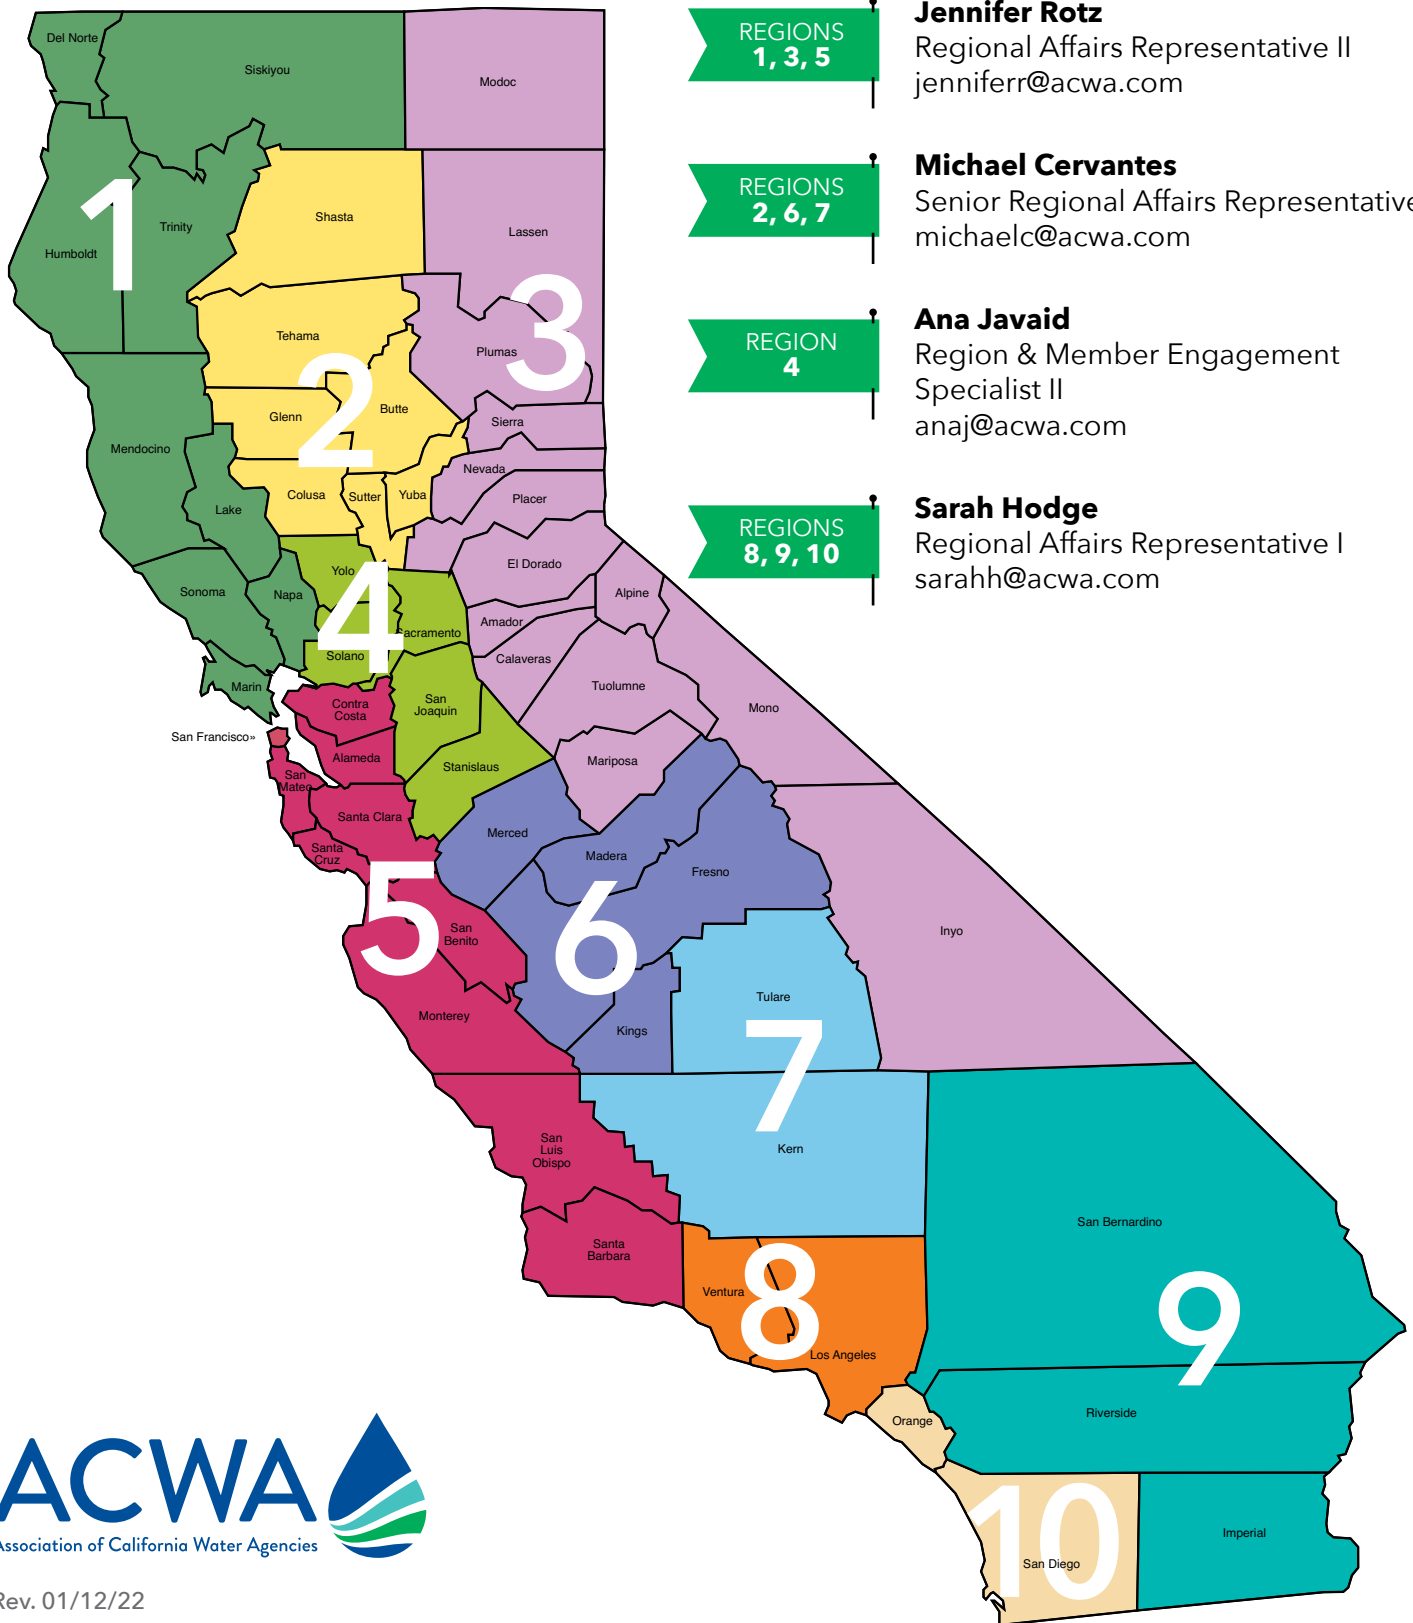 Jennifer Rotz
REGIONS
1, 3, 5
Regional Affairs Representative II
jenniferr@acwa.com
Michael Cervantes
REGIONS
2, 6, 7
Senior Regional Affairs Representative
michaelc@acwa.com
Ana Javaid
REGION
4
Region & Member Engagement
Specialist II
anaj@acwa.com
Sarah Hodge
REGIONS
8, 9, 10
Regional Affairs Representative I
sarahh@acwa.com
Del Norte
Siskiyou
Modoc
1
Trinity
Humboldt
Shasta
Lassen
3
Tehama
Plumas
2
Glenn
Butte
Sierra
Mendocino
Nevada
Colusa
Sutter
Yuba
Placer
Lake
Yolo
4
El Dorado
Sonoma
Napa
Alpine
Amador
Sacramento
Solano
Calaveras
Marin
Tuolumne
San
Joaquin
Contra
Costa
Mono
San Francisco»
Alameda
Stanislaus
Mariposa
San
Mateo
Santa Clara
Merced
Santa
Cruz
Madera
Fresno
5
San
Benito
6
Inyo
Tulare
Monterey
Kings
7
Kern
San
Luis
Obispo
San Bernardino
Santa
Barbara
Ventura
8
Los Angeles
9
Riverside
Orange
10
San Diego
Imperial
ACWA
Association of California Water Agencies
Rev. 01/12/22